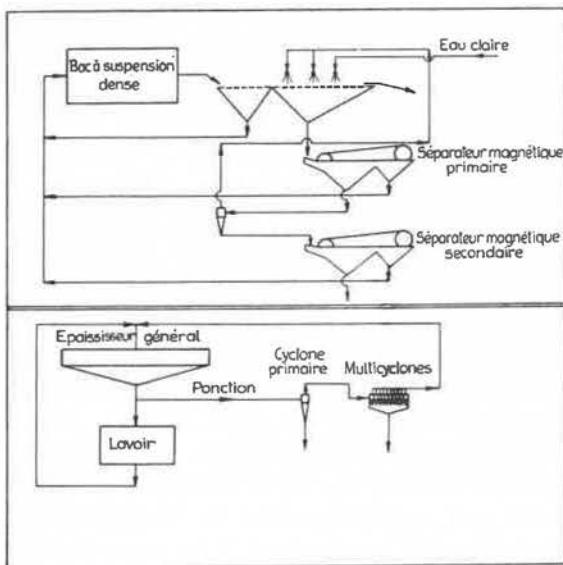 Bac à suspension
dense
Eau claire
Séparateur magnétique
primaire
Séparateur magnétique
secondaire
Epaississeur général
Cyclone
primaire
Multicyclones
Ponction
Lavoir